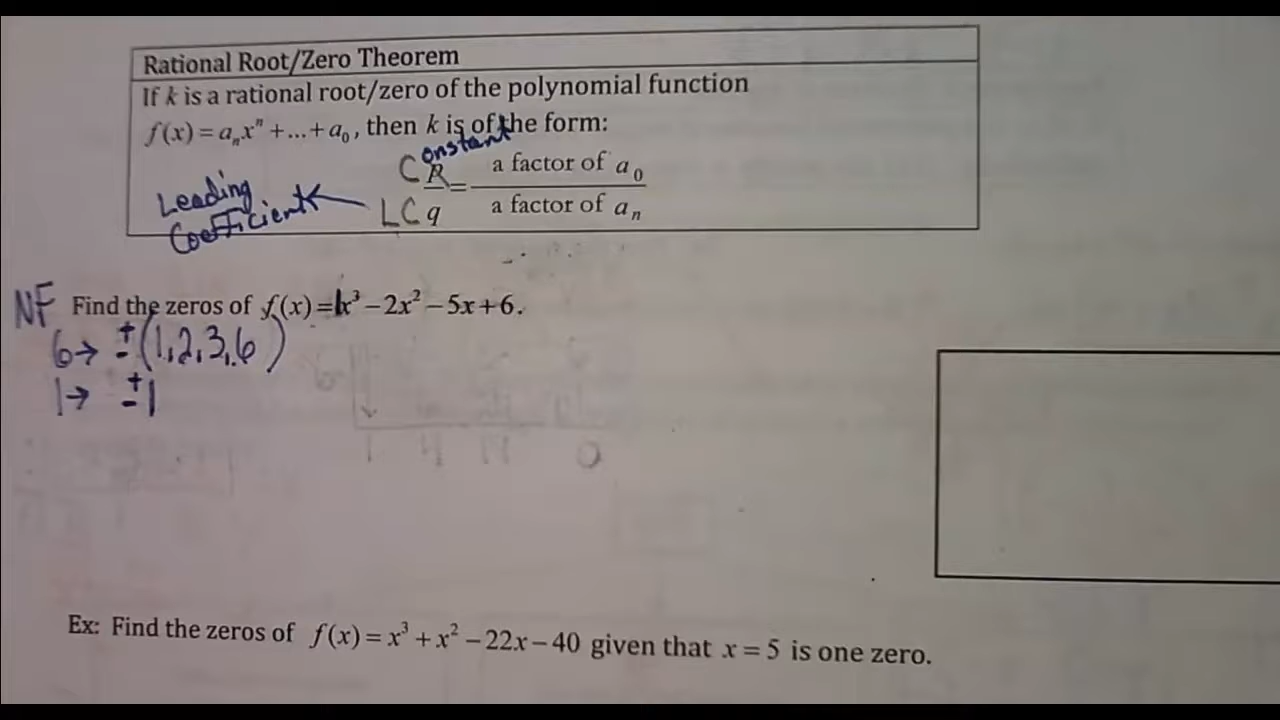 Rational Root/Zero Theorem
If k is a rational root/zero of the polynomial function
f(x) = aₙxⁿ + ... + a₀, then k is of the form:
Constant
C p/q = a factor of a₀ / a factor of aₙ
LC
Leading
Coefficient
NF Find the zeros of f(x) = 1x³ − 2x² − 5x + 6.
6 → ± (1, 2, 3, 6)
1 → ± 1
1 4 0
Ex: Find the zeros of f(x) = x³ + x² − 22x − 40 given that x = 5 is one zero.